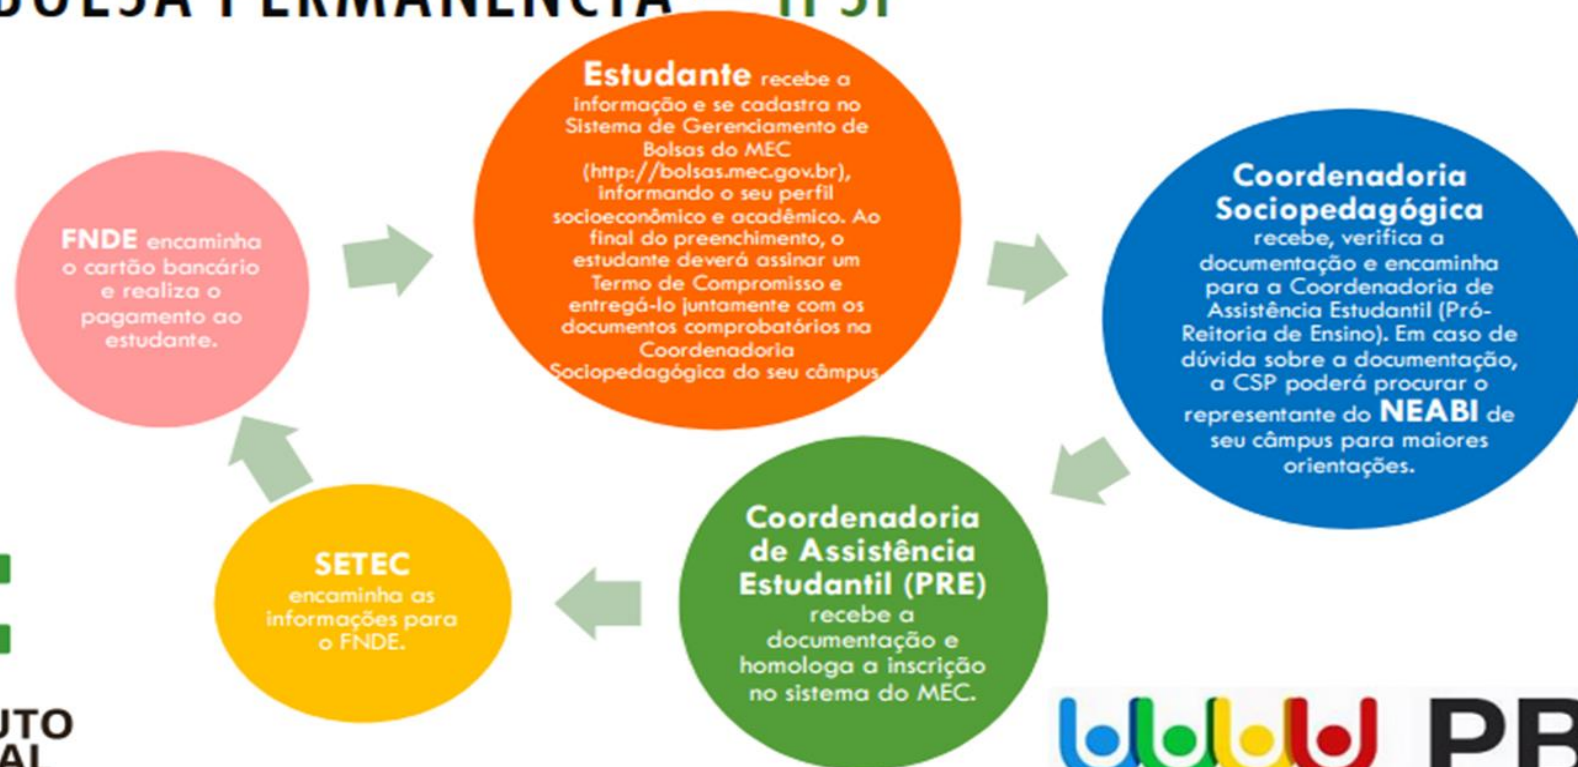 BOLSA PERMANÊNCIA
Estudante recebe a
informação e se cadastra no
Sistema de Gerenciamento de
Bolsas do MEC
(http://bolsas.mec.gov.br),
informando o seu perfil
socioeconômico e acadêmico. Ao
final do preenchimento, o
estudante deverá assinar um
Termo de Compromisso e
entregá-lo juntamente com os
documentos comprobatórios na
Coordenadoria
Sociopedagógica do seu câmpus.
Coordenadoria
Sociopedagógica
recebe, verifica a
documentação e encaminha
para a Coordenadoria de
Assistência Estudantil (Pró-
Reitoria de Ensino). Em caso de
dúvida sobre a documentação,
a CSP poderá procurar o
representante do NEABI de
seu câmpus para maiores
orientações.
Coordenadoria
de Assistência
Estudantil (PRE)
recebe a
documentação e
homologa a inscrição
no sistema do MEC.
SETEC
encaminha as
informações para
o FNDE.
FNDE encaminha
o cartão bancário
e realiza o
pagamento ao
estudante.
UTO
AL
PB